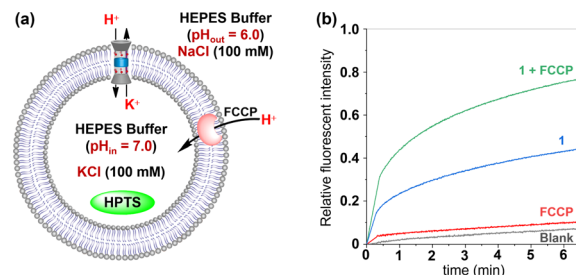 (a)
H⁺
HEPES Buffer
(pHout = 6.0)
NaCl (100 mM)
K⁺
FCCP
H⁺
HEPES Buffer
(pHin = 7.0)
KCl (100 mM)
HPTS
(b)
Relative fluorescent intensity
1.0
0.8
0.6
0.4
0.2
0
1 + FCCP
1
FCCP
Blank
0 1 2 3 4 5 6
time (min)